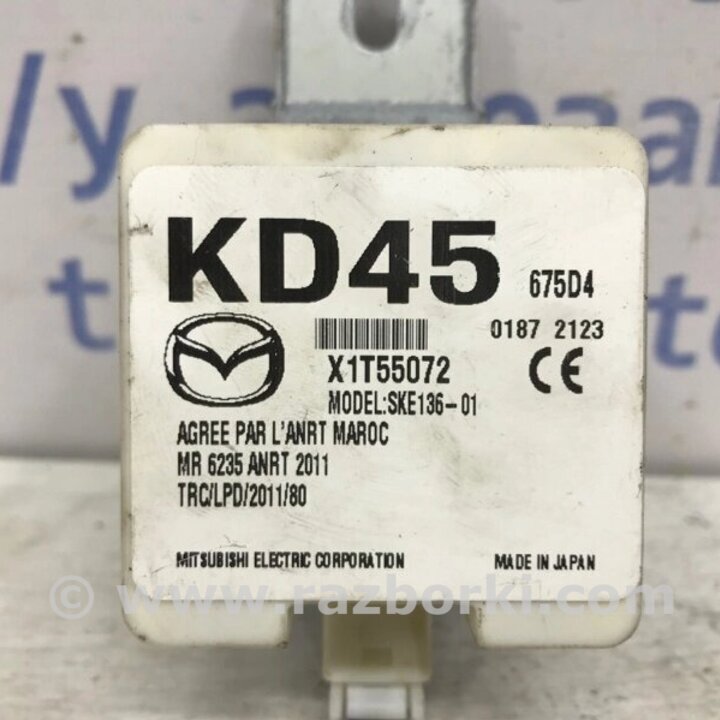 KD45 675D4
0187 2123
X1T55072 CE
MODEL:SKE136-01
AGREE PAR L'ANRT MAROC
MR 6235 ANRT 2011
TRC/LPD/2011/80
MITSUBISHI ELECTRIC CORPORATION MADE IN JAPAN
© www.razborki.com